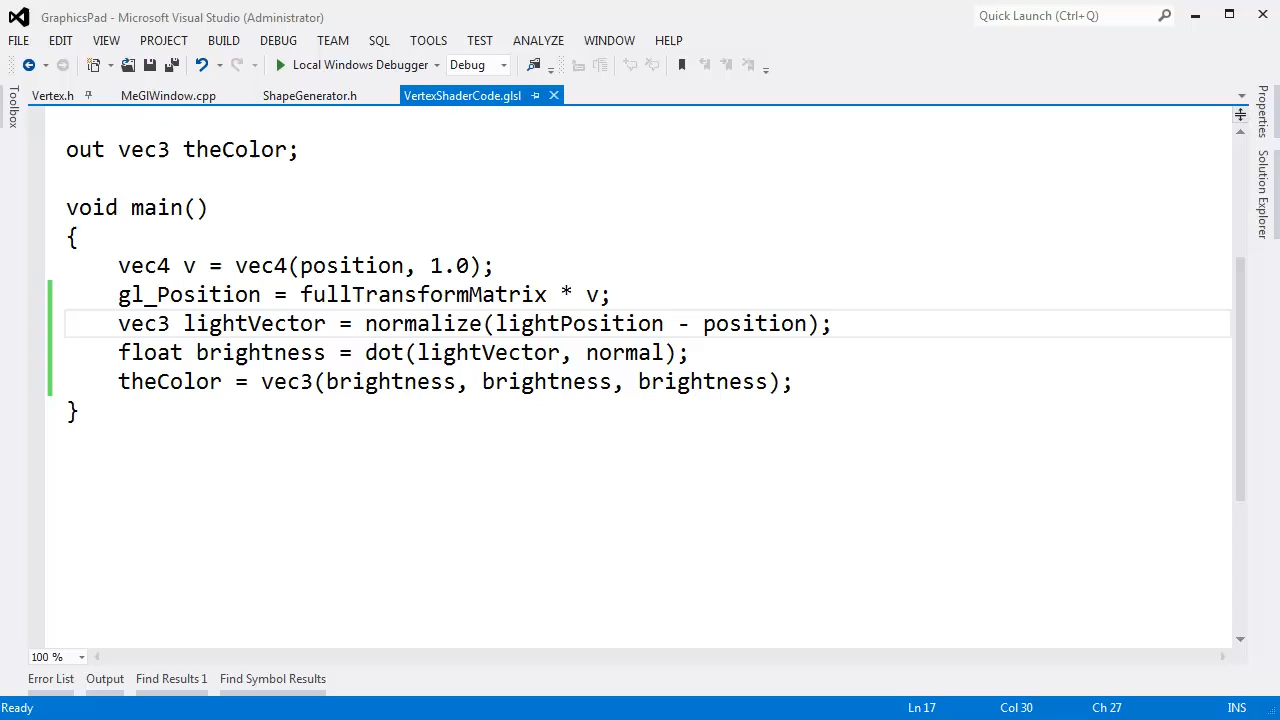 GraphicsPad - Microsoft Visual Studio (Administrator)
Quick Launch (Ctrl+Q)
FILE EDIT VIEW PROJECT BUILD DEBUG TEAM SQL TOOLS TEST ANALYZE WINDOW HELP
Local Windows Debugger Debug
Toolbox
Vertex.h MeGlWindow.cpp ShapeGenerator.h VertexShaderCode.glsl
Properties
Solution Explorer
out vec3 theColor;
void main()
{
vec4 v = vec4(position, 1.0);
gl_Position = fullTransformMatrix * v;
vec3 lightVector = normalize(lightPosition - position);
float brightness = dot(lightVector, normal);
theColor = vec3(brightness, brightness, brightness);
}
100 %
Error List Output Find Results 1 Find Symbol Results
Ready Ln 17 Col 30 Ch 27 INS